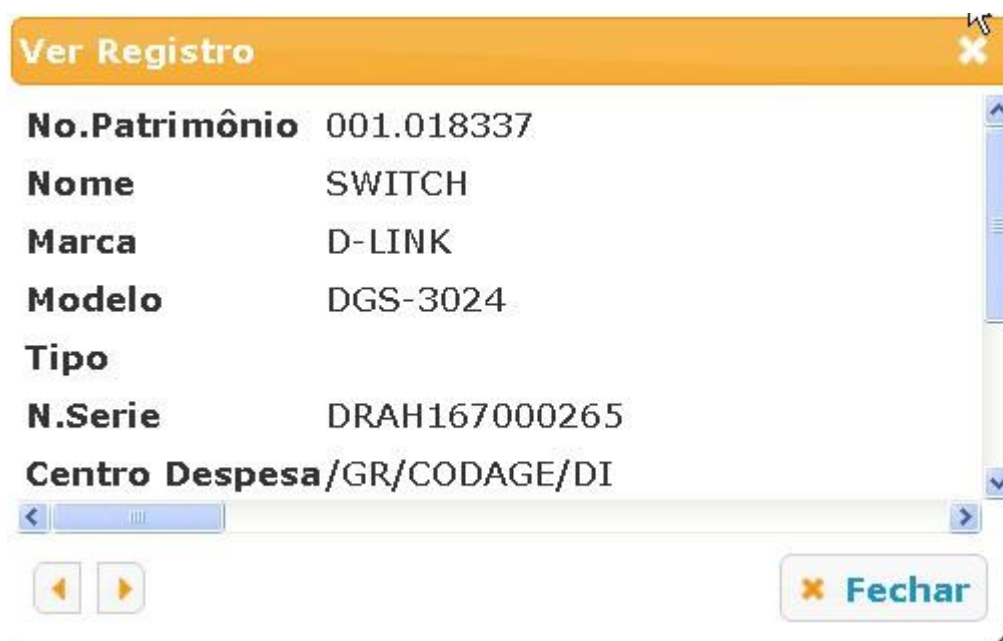 Ver Registro
No.Patrimônio 001.018337
Nome SWITCH
Marca D-LINK
Modelo DGS-3024
Tipo
N.Serie DRAH167000265
Centro Despesa /GR/CODAGE/DI
Fechar